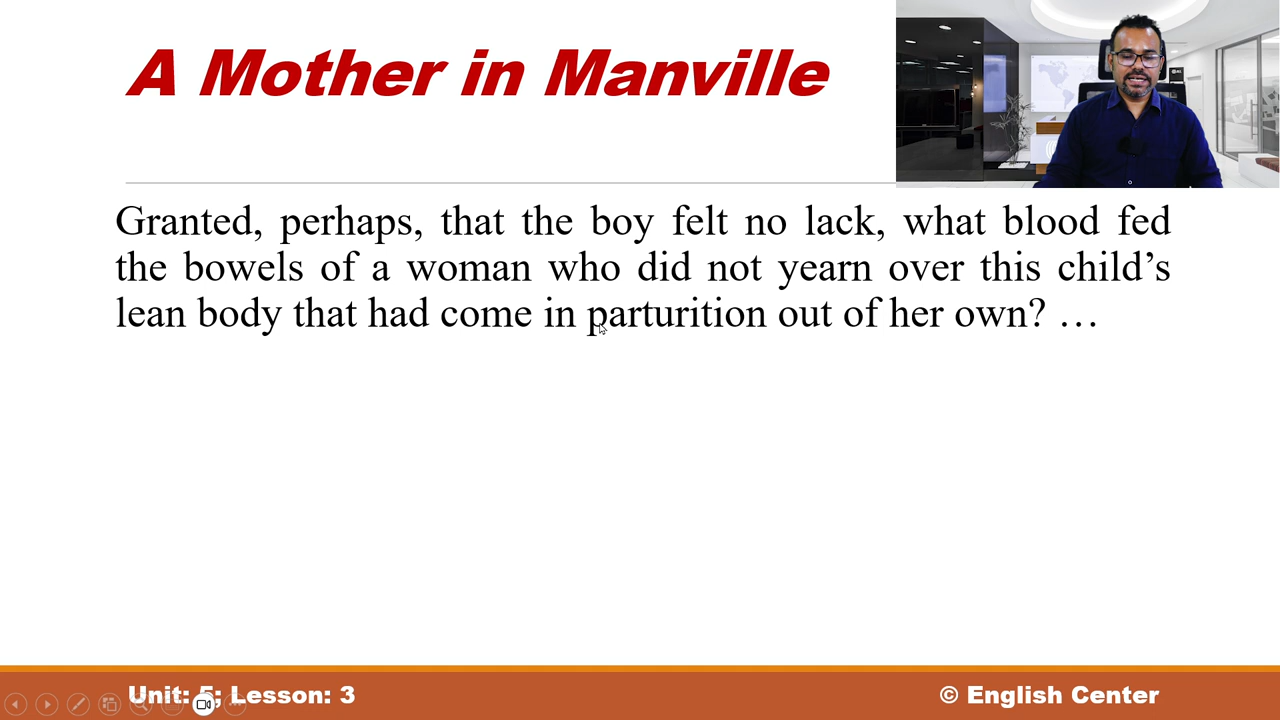 A Mother in Manville
Granted, perhaps, that the boy felt no lack, what blood fed
the bowels of a woman who did not yearn over this child’s
lean body that had come in parturition out of her own? …
Unit: 5; Lesson: 3
© English Center